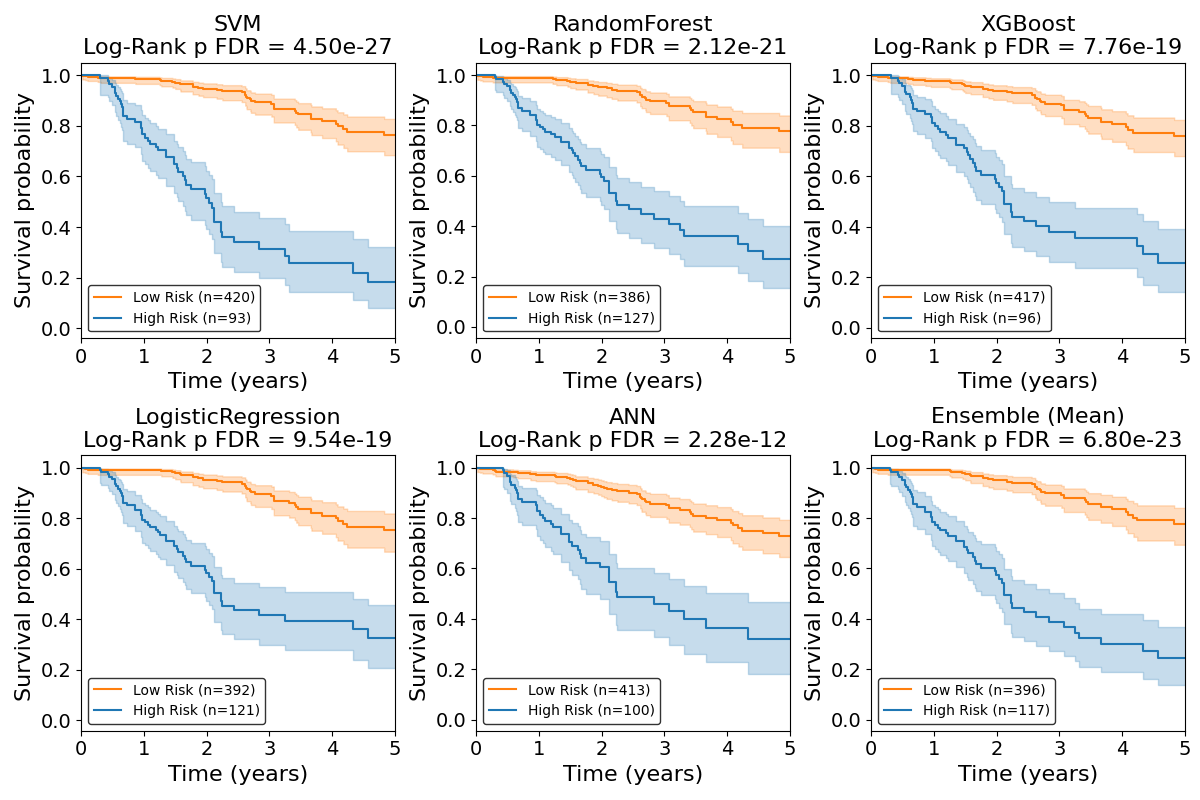 SVM
Log-Rank p FDR = 4.50e-27
Survival probability
1.0
0.8
0.6
0.4
0.2
0.0
Low Risk (n=420)
High Risk (n=93)
0 1 2 3 4 5
Time (years)
RandomForest
Log-Rank p FDR = 2.12e-21
Survival probability
1.0
0.8
0.6
0.4
0.2
0.0
Low Risk (n=386)
High Risk (n=127)
0 1 2 3 4 5
Time (years)
XGBoost
Log-Rank p FDR = 7.76e-19
Survival probability
1.0
0.8
0.6
0.4
0.2
0.0
Low Risk (n=417)
High Risk (n=96)
0 1 2 3 4 5
Time (years)
LogisticRegression
Log-Rank p FDR = 9.54e-19
Survival probability
1.0
0.8
0.6
0.4
0.2
0.0
Low Risk (n=392)
High Risk (n=121)
0 1 2 3 4 5
Time (years)
ANN
Log-Rank p FDR = 2.28e-12
Survival probability
1.0
0.8
0.6
0.4
0.2
0.0
Low Risk (n=413)
High Risk (n=100)
0 1 2 3 4 5
Time (years)
Ensemble (Mean)
Log-Rank p FDR = 6.80e-23
Survival probability
1.0
0.8
0.6
0.4
0.2
0.0
Low Risk (n=396)
High Risk (n=117)
0 1 2 3 4 5
Time (years)